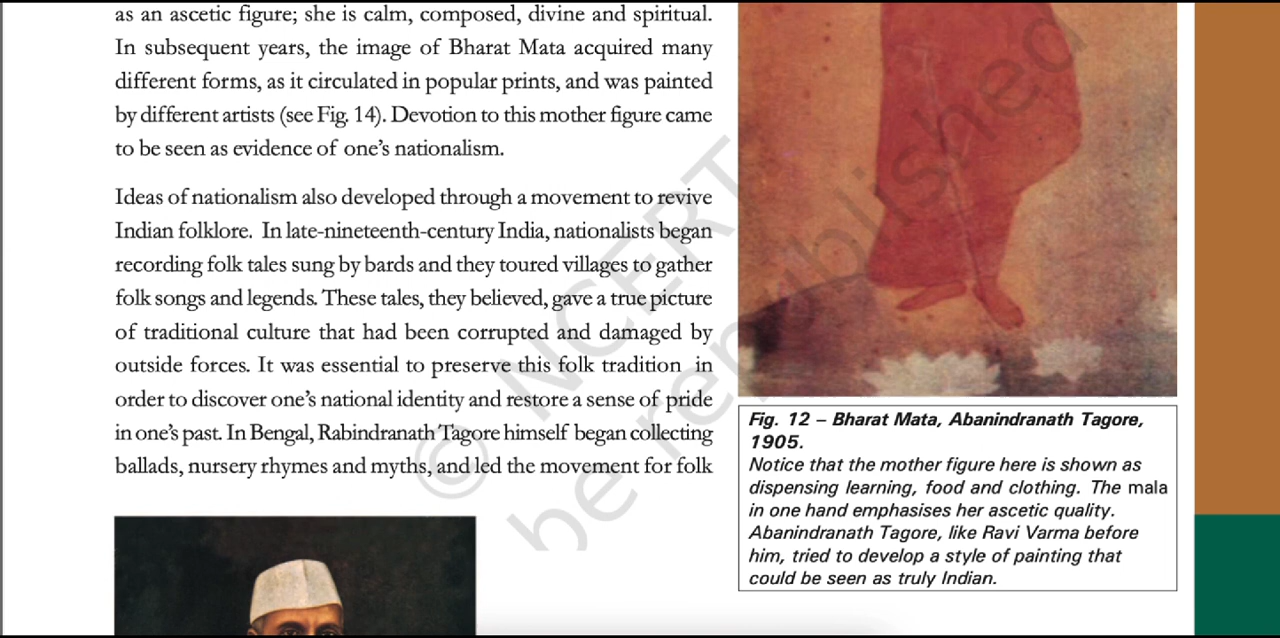 as an ascetic figure; she is calm, composed, divine and spiritual.
In subsequent years, the image of Bharat Mata acquired many
different forms, as it circulated in popular prints, and was painted
by different artists (see Fig. 14). Devotion to this mother figure came
to be seen as evidence of one's nationalism.
Ideas of nationalism also developed through a movement to revive
Indian folklore. In late-nineteenth-century India, nationalists began
recording folk tales sung by bards and they toured villages to gather
folk songs and legends. These tales, they believed, gave a true picture
of traditional culture that had been corrupted and damaged by
outside forces. It was essential to preserve this folk tradition in
order to discover one's national identity and restore a sense of pride
in one's past. In Bengal, Rabindranath Tagore himself began collecting
ballads, nursery rhymes and myths, and led the movement for folk
Fig. 12 – Bharat Mata, Abanindranath Tagore,
1905.
Notice that the mother figure here is shown as
dispensing learning, food and clothing. The mala
in one hand emphasises her ascetic quality.
Abanindranath Tagore, like Ravi Varma before
him, tried to develop a style of painting that
could be seen as truly Indian.
© NCERT
be republished